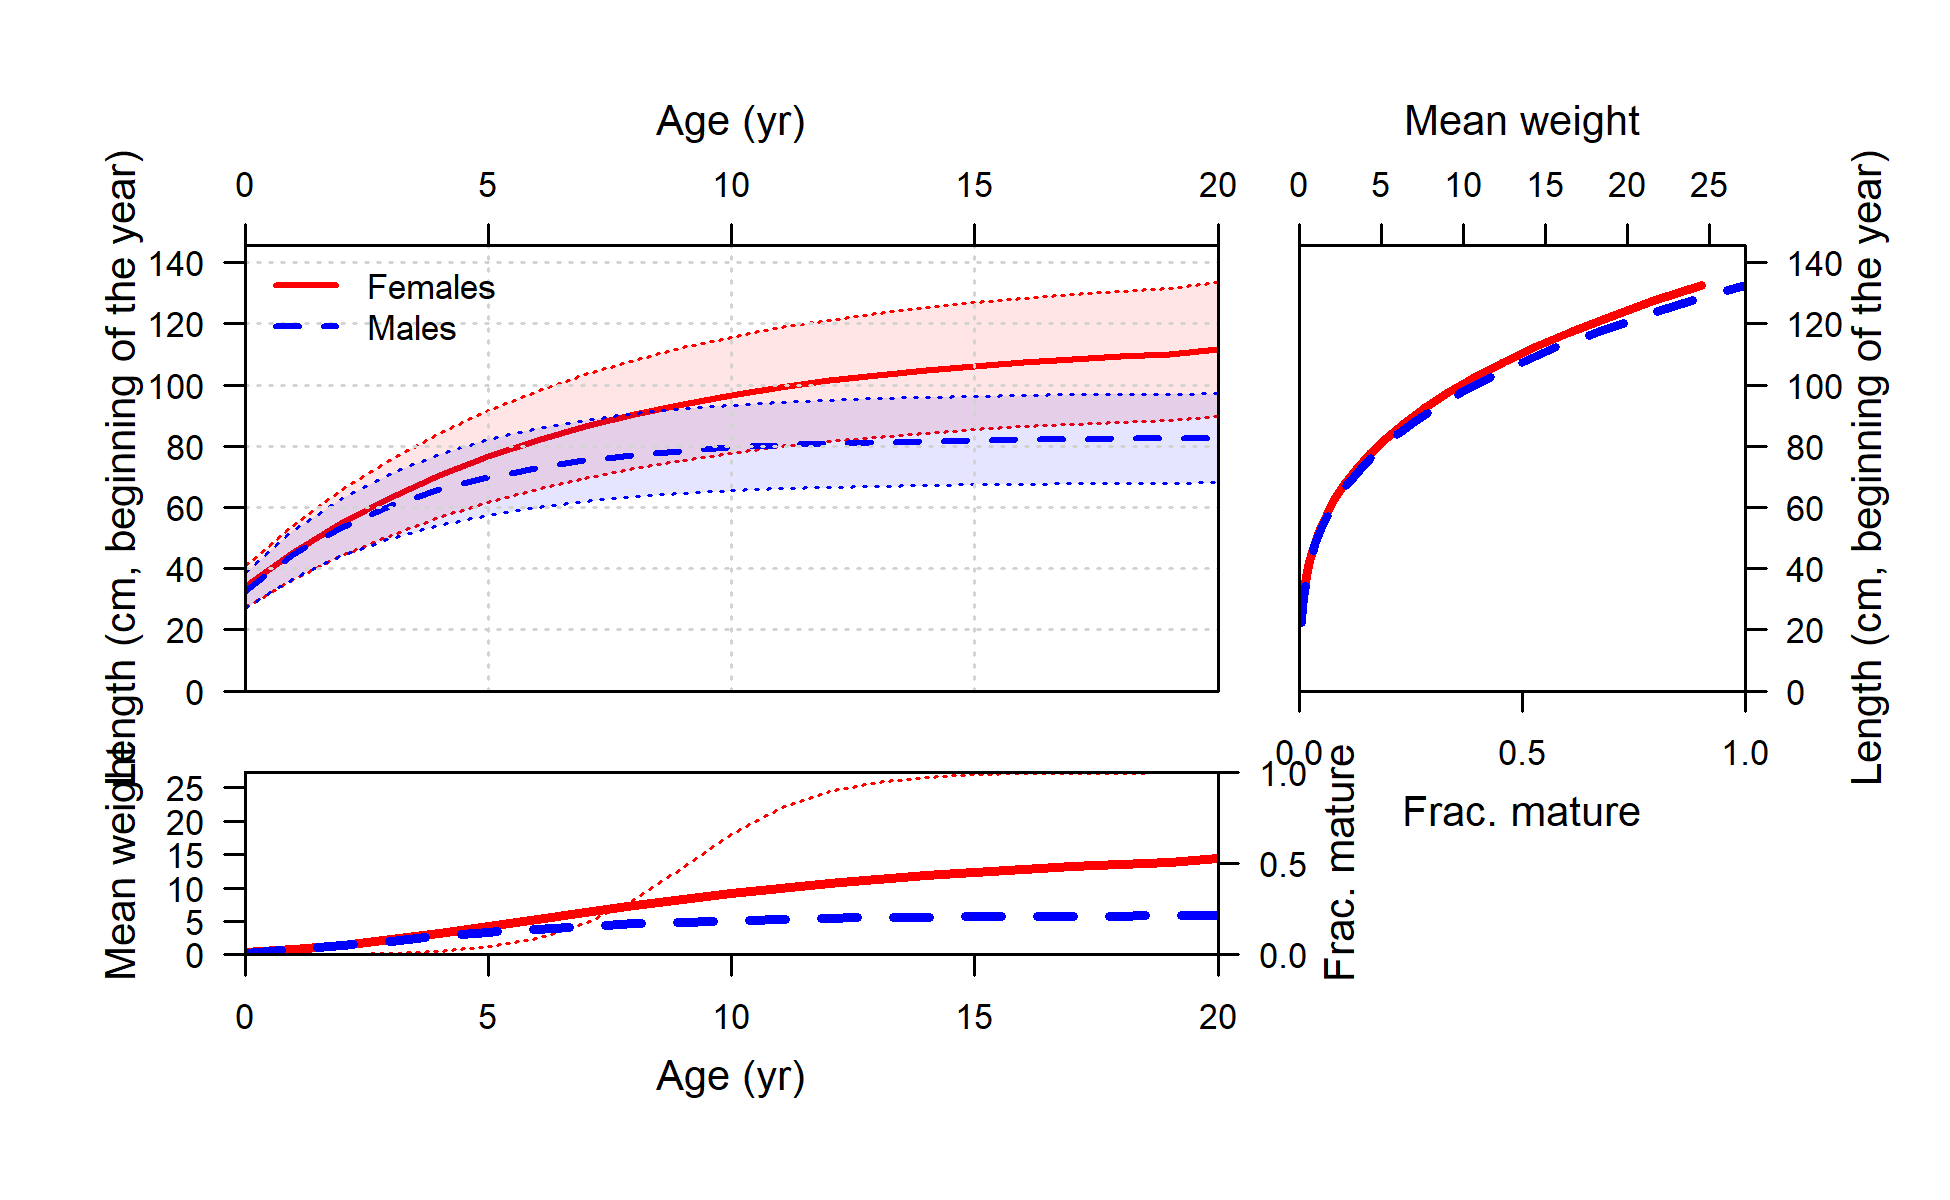 Age (yr)
0 5 10 15 20
Length (cm, beginning of the year)
140
120
100
80
60
40
20
0
Females
Males
Mean weight
0 5 10 15 20 25
Length (cm, beginning of the year)
140
120
100
80
60
40
20
0
0.0 0.5 1.0
Frac. mature
Mean weight
25
20
15
10
5
0
1.0
0.5
0.0
Frac. mature
0 5 10 15 20
Age (yr)